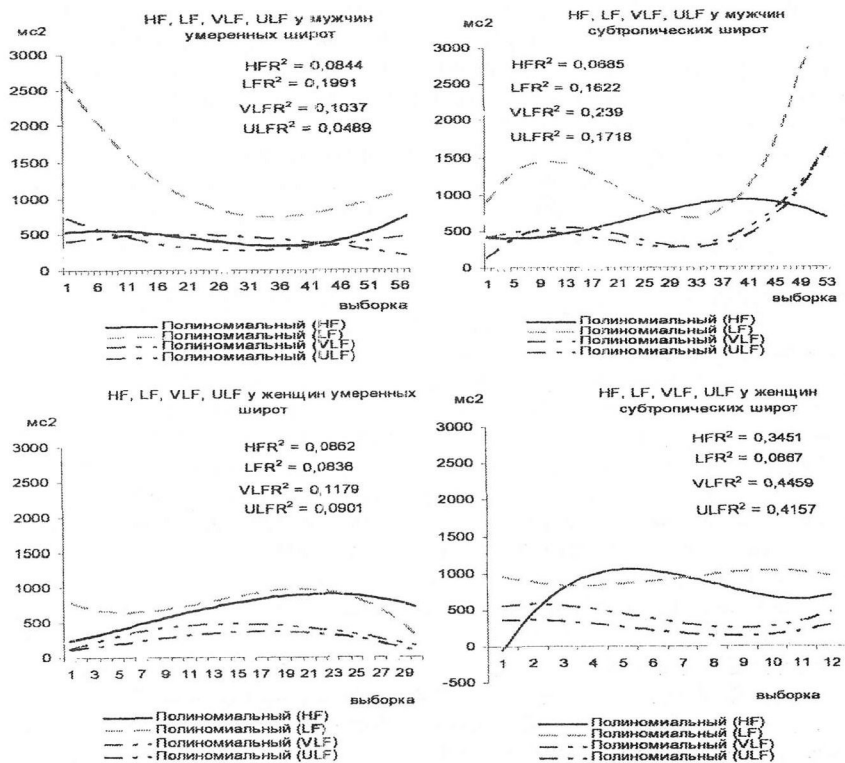 HF, LF, VLF, ULF у мужчин
умеренных широт
мс2
HFR² = 0,0844
LFR² = 0,1991
VLFR² = 0,1037
ULFR² = 0,0489
3000
2500
2000
1500
1000
500
0
1 6 11 16 21 26 31 36 41 46 51 56
выборка
Полиномиальный (HF)
Полиномиальный (LF)
Полиномиальный (VLF)
Полиномиальный (ULF)
HF, LF, VLF, ULF у мужчин
субтропических широт
мс2
HFR² = 0,0685
LFR² = 0,1622
VLFR² = 0,239
ULFR² = 0,1718
3000
2500
2000
1500
1000
500
0
1 5 9 13 17 21 25 29 33 37 41 45 49 53
выборка
Полиномиальный (HF)
Полиномиальный (LF)
Полиномиальный (VLF)
Полиномиальный (ULF)
HF, LF, VLF, ULF у женщин умеренных
широт
мс2
HFR² = 0,0862
LFR² = 0,0836
VLFR² = 0,1179
ULFR² = 0,0901
3000
2500
2000
1500
1000
500
0
1 3 5 7 9 11 13 15 17 19 21 23 25 27 29
выборка
Полиномиальный (HF)
Полиномиальный (LF)
Полиномиальный (VLF)
Полиномиальный (ULF)
HF, LF, VLF, ULF у женщин
субтропических широт
мс2
HFR² = 0,3451
LFR² = 0,0667
VLFR² = 0,4459
ULFR² = 0,4157
3000
2500
2000
1500
1000
500
0
-500
1 2 3 4 5 6 7 8 9 10 11 12
выборка
Полиномиальный (HF)
Полиномиальный (LF)
Полиномиальный (VLF)
Полиномиальный (ULF)